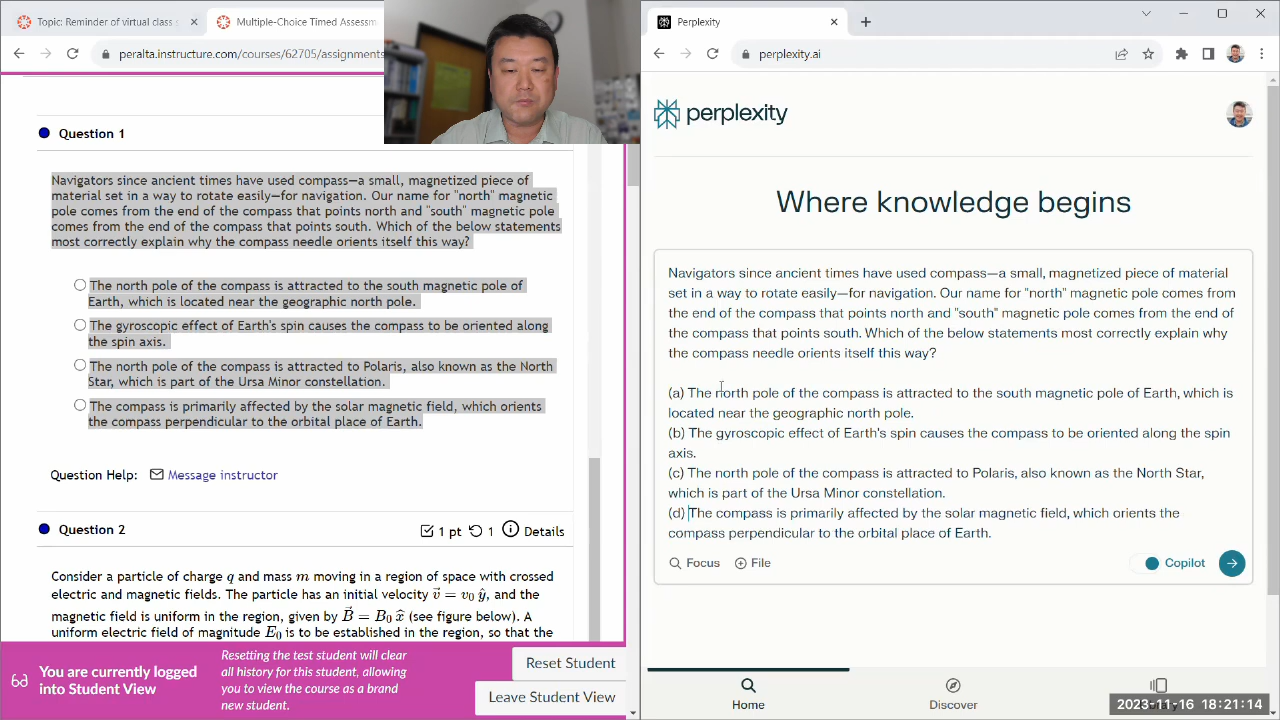 Topic: Reminder of virtual class
Multiple-Choice Timed Assessm
peralta.instructure.com/courses/62705/assignments
Question 1
Navigators since ancient times have used compass—a small, magnetized piece of
material set in a way to rotate easily—for navigation. Our name for "north" magnetic
pole comes from the end of the compass that points north and "south" magnetic pole
comes from the end of the compass that points south. Which of the below statements
most correctly explain why the compass needle orients itself this way?
The north pole of the compass is attracted to the south magnetic pole of
Earth, which is located near the geographic north pole.
The gyroscopic effect of Earth's spin causes the compass to be oriented along
the spin axis.
The north pole of the compass is attracted to Polaris, also known as the North
Star, which is part of the Ursa Minor constellation.
The compass is primarily affected by the solar magnetic field, which orients
the compass perpendicular to the orbital place of Earth.
Question Help: Message instructor
Question 2
1 pt 1 Details
Consider a particle of charge q and mass m moving in a region of space with crossed
electric and magnetic fields. The particle has an initial velocity v⃗ = v₀ ŷ, and the
magnetic field is uniform in the region, given by B⃗ = B₀ x̂ (see figure below). A
uniform electric field of magnitude E₀ is to be established in the region, so that the
You are currently logged
into Student View
Resetting the test student will clear
all history for this student, allowing
you to view the course as a brand
new student.
Reset Student
Leave Student View
Perplexity
perplexity.ai
perplexity
Where knowledge begins
Navigators since ancient times have used compass—a small, magnetized piece of material
set in a way to rotate easily—for navigation. Our name for "north" magnetic pole comes from
the end of the compass that points north and "south" magnetic pole comes from the end of
the compass that points south. Which of the below statements most correctly explain why
the compass needle orients itself this way?
(a) The north pole of the compass is attracted to the south magnetic pole of Earth, which is
located near the geographic north pole.
(b) The gyroscopic effect of Earth's spin causes the compass to be oriented along the spin
axis.
(c) The north pole of the compass is attracted to Polaris, also known as the North Star,
which is part of the Ursa Minor constellation.
(d) The compass is primarily affected by the solar magnetic field, which orients the
compass perpendicular to the orbital place of Earth.
Focus File Copilot
Home Discover
2023-11-16 18:21:14